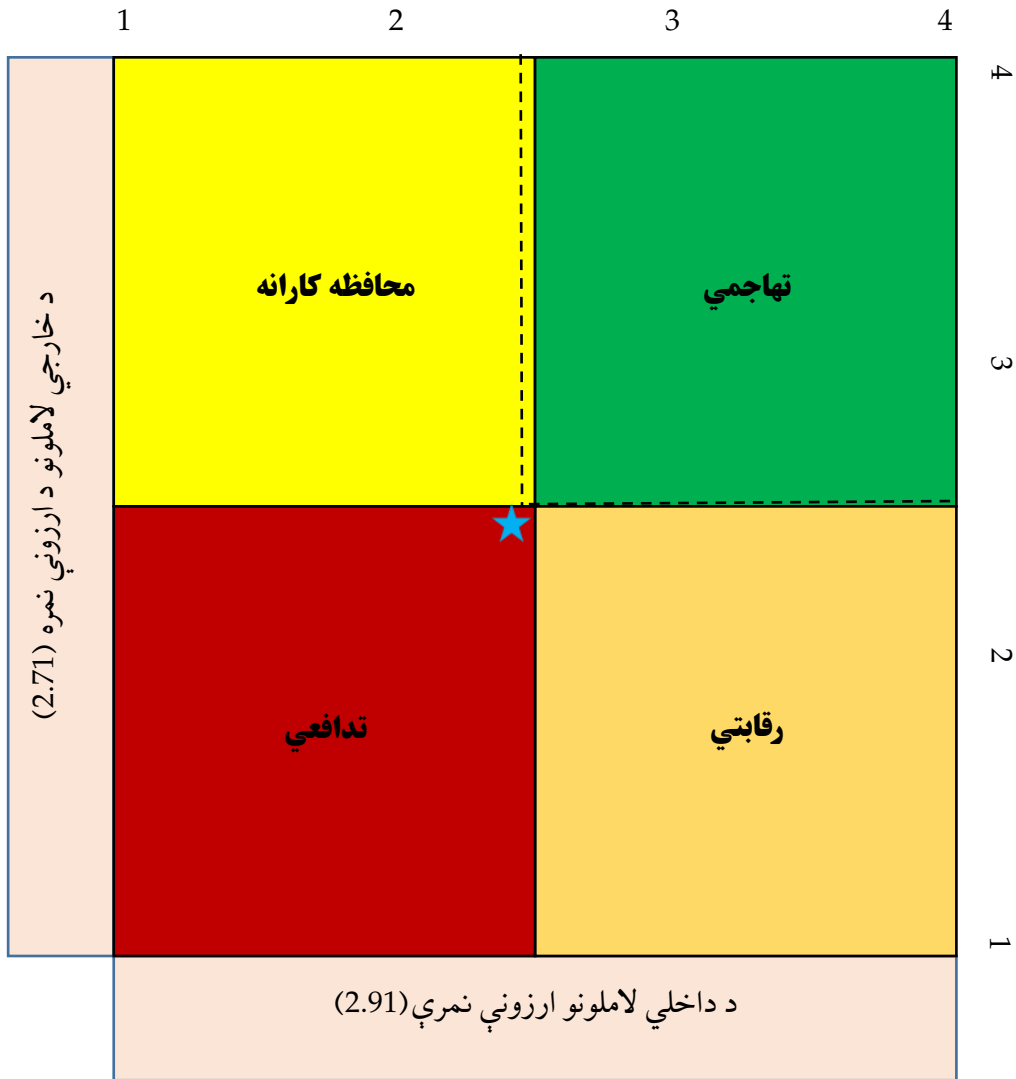 1 2 3 4
4
3
2
1
محافظه کارانه
تهاجمي
تدافعي
رقابتي
د خارجي لاملونو د ارزونې نمره (2.71)
د داخلي لاملونو ارزونې نمرې(2.91)